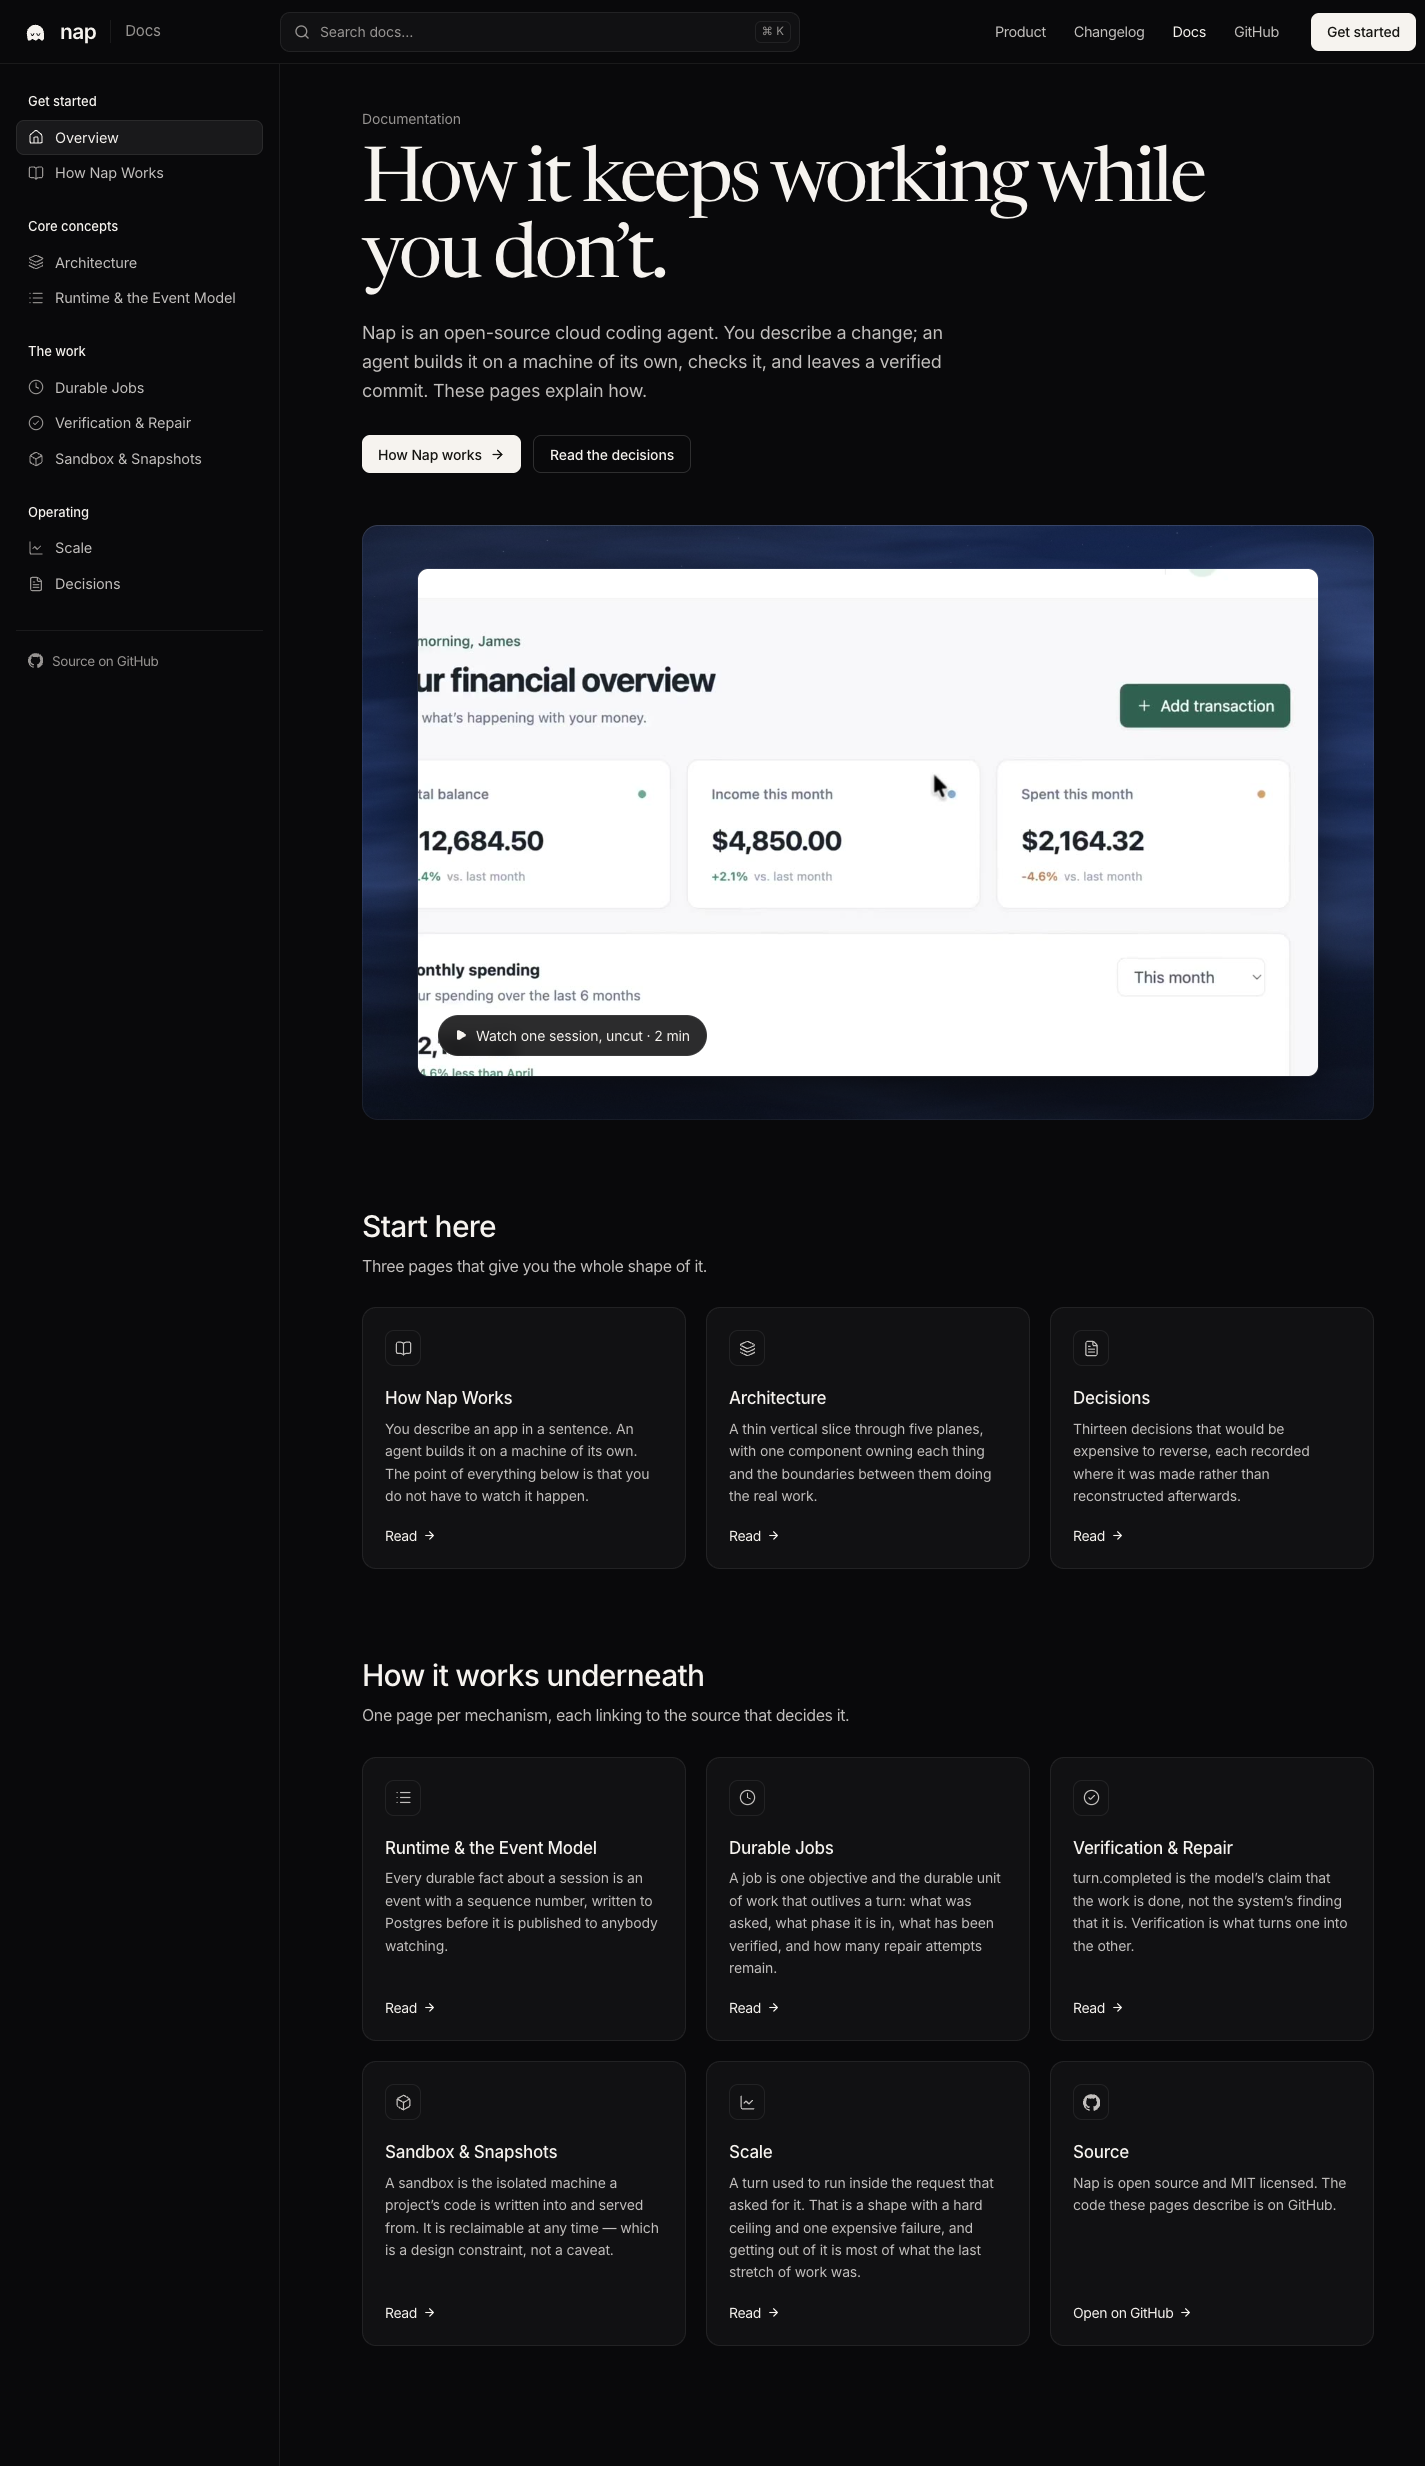 nap
Docs
Search docs...
⌘ K
Product
Changelog
Docs
GitHub
Get started
Get started
Overview
How Nap Works
Core concepts
Architecture
Runtime & the Event Model
The work
Durable Jobs
Verification & Repair
Sandbox & Snapshots
Operating
Scale
Decisions
Source on GitHub
Documentation
How it keeps working while
you don’t.
Nap is an open-source cloud coding agent. You describe a change; an
agent builds it on a machine of its own, checks it, and leaves a verified
commit. These pages explain how.
How Nap works →
Read the decisions
morning, James
ur financial overview
what’s happening with your money.
+ Add transaction
tal balance
12,684.50
.4% vs. last month
Income this month
$4,850.00
+2.1% vs. last month
Spent this month
$2,164.32
-4.6% vs. last month
onthly spending
ur spending over the last 6 months
This month
2,
Watch one session, uncut · 2 min
4.6% less than April
Start here
Three pages that give you the whole shape of it.
How Nap Works
You describe an app in a sentence. An
agent builds it on a machine of its own.
The point of everything below is that you
do not have to watch it happen.
Read →
Architecture
A thin vertical slice through five planes,
with one component owning each thing
and the boundaries between them doing
the real work.
Read →
Decisions
Thirteen decisions that would be
expensive to reverse, each recorded
where it was made rather than
reconstructed afterwards.
Read →
How it works underneath
One page per mechanism, each linking to the source that decides it.
Runtime & the Event Model
Every durable fact about a session is an
event with a sequence number, written to
Postgres before it is published to anybody
watching.
Read →
Durable Jobs
A job is one objective and the durable unit
of work that outlives a turn: what was
asked, what phase it is in, what has been
verified, and how many repair attempts
remain.
Read →
Verification & Repair
turn.completed is the model’s claim that
the work is done, not the system’s finding
that it is. Verification is what turns one into
the other.
Read →
Sandbox & Snapshots
A sandbox is the isolated machine a
project’s code is written into and served
from. It is reclaimable at any time — which
is a design constraint, not a caveat.
Read →
Scale
A turn used to run inside the request that
asked for it. That is a shape with a hard
ceiling and one expensive failure, and
getting out of it is most of what the last
stretch of work was.
Read →
Source
Nap is open source and MIT licensed. The
code these pages describe is on GitHub.
Open on GitHub →